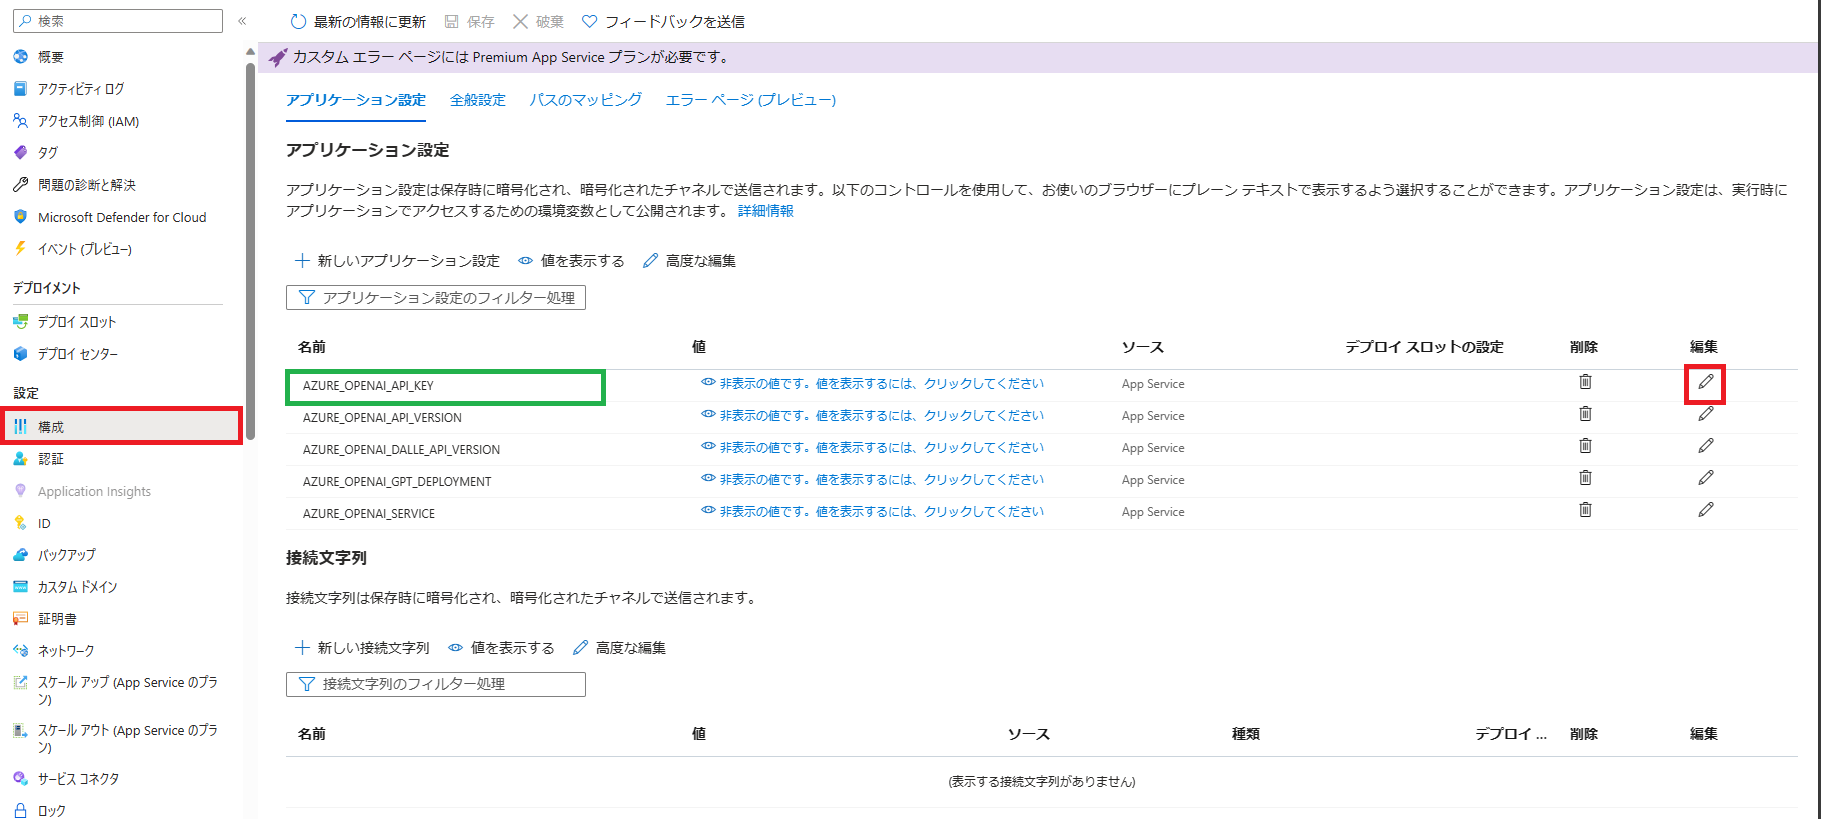 検索
最新の情報に更新 保存 破棄 フィードバックを送信
カスタム エラー ページには Premium App Service プランが必要です。
概要
アクティビティ ログ
アクセス制御 (IAM)
タグ
問題の診断と解決
Microsoft Defender for Cloud
イベント (プレビュー)
デプロイメント
デプロイ スロット
デプロイ センター
設定
構成
認証
Application Insights
ID
バックアップ
カスタム ドメイン
証明書
ネットワーク
スケール アップ (App Service のプラ
ン)
スケール アウト (App Service のプラ
ン)
サービス コネクタ
ロック
アプリケーション設定 全般設定 パスのマッピング エラー ページ (プレビュー)
アプリケーション設定
アプリケーション設定は保存時に暗号化され、暗号化されたチャネルで送信されます。以下のコントロールを使用して、お使いのブラウザーにプレーン テキストで表示するよう選択することができます。アプリケーション設定は、実行時に
アプリケーションでアクセスするための環境変数として公開されます。 詳細情報
新しいアプリケーション設定 値を表示する 高度な編集
アプリケーション設定のフィルター処理
名前 値 ソース デプロイ スロットの設定 削除 編集
AZURE_OPENAI_API_KEY 非表示の値です。値を表示するには、クリックしてください App Service
AZURE_OPENAI_API_VERSION 非表示の値です。値を表示するには、クリックしてください App Service
AZURE_OPENAI_DALLE_API_VERSION 非表示の値です。値を表示するには、クリックしてください App Service
AZURE_OPENAI_GPT_DEPLOYMENT 非表示の値です。値を表示するには、クリックしてください App Service
AZURE_OPENAI_SERVICE 非表示の値です。値を表示するには、クリックしてください App Service
接続文字列
接続文字列は保存時に暗号化され、暗号化されたチャネルで送信されます。
新しい接続文字列 値を表示する 高度な編集
接続文字列のフィルター処理
名前 値 ソース 種類 デプロイ ... 削除 編集
(表示する接続文字列がありません)